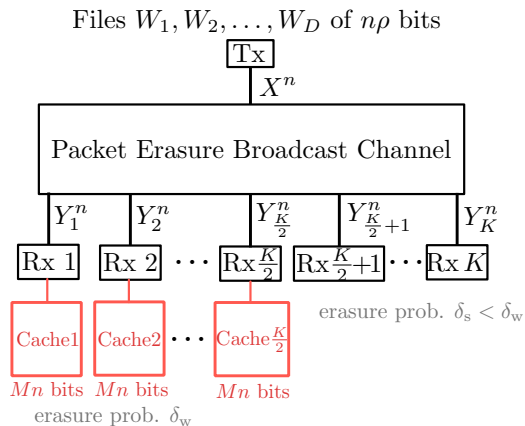 Files W_1, W_2, ..., W_D of nρ bits
Tx
X^n
Packet Erasure Broadcast Channel
Y_1^n Y_2^n Y_{K/2}^n Y_{K/2+1}^n Y_K^n
Rx 1 Rx 2 ... Rx K/2 Rx K/2+1 ... Rx K
erasure prob. δ_s < δ_w
Cache1 Cache2 ... Cache K/2
Mn bits Mn bits Mn bits
erasure prob. δ_w